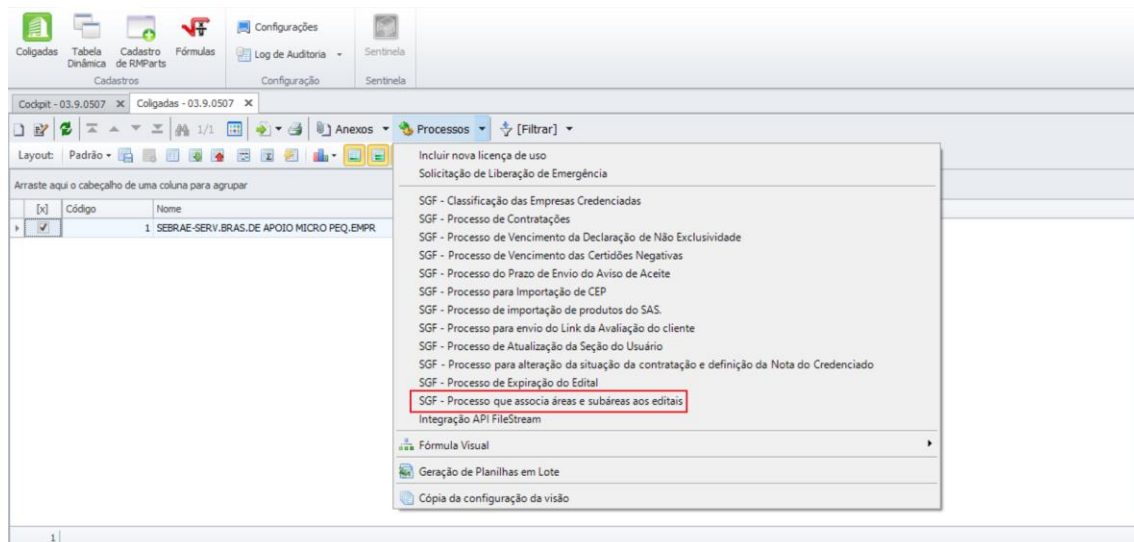 Configurações
Coligadas Tabela Dinâmica Cadastro de RMParts Fórmulas Log de Auditoria Sentinela
Cadastros Configuração Sentinela
Cockpit - 03.9.0507 Coligadas - 03.9.0507
1/1 Anexos Processos [Filtrar]
Layout: Padrão
Incluir nova licença de uso
Solicitação de Liberação de Emergência
Arraste aqui o cabeçalho de uma coluna para agrupar
[x] Código Nome
1 SEBRAE-SERV.BRAS.DE APOIO MICRO PEQ.EMPR
SGF - Classificação das Empresas Credenciadas
SGF - Processo de Contratações
SGF - Processo de Vencimento da Declaração de Não Exclusividade
SGF - Processo de Vencimento das Certidões Negativas
SGF - Processo do Prazo de Envio do Aviso de Aceite
SGF - Processo para Importação de CEP
SGF - Processo de importação de produtos do SAS.
SGF - Processo para envio do Link da Avaliação do cliente
SGF - Processo de Atualização da Seção do Usuário
SGF - Processo para alteração da situação da contratação e definição da Nota do Credenciado
SGF - Processo de Expiração do Edital
SGF - Processo que associa áreas e subáreas aos editais
Integração API FileStream
Fórmula Visual
Geração de Planilhas em Lote
Cópia da configuração da visão
1